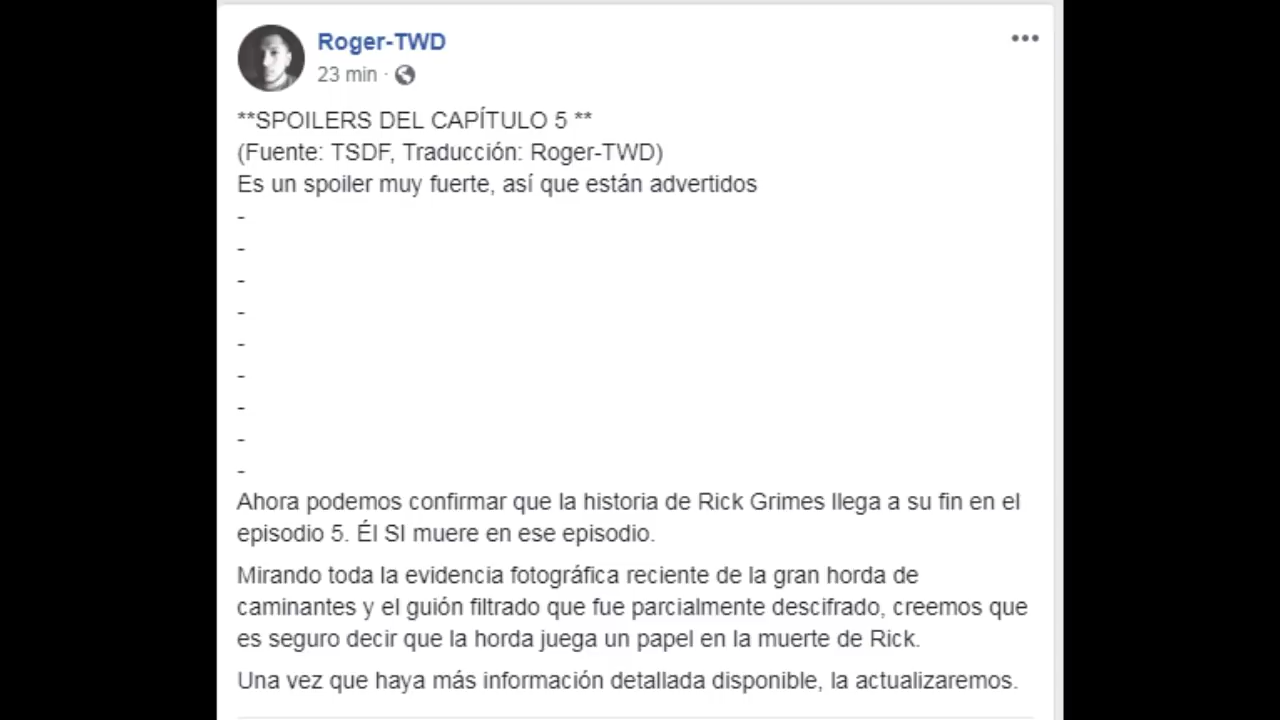 Roger-TWD
23 min ·
**SPOILERS DEL CAPÍTULO 5 **
(Fuente: TSDF, Traducción: Roger-TWD)
Es un spoiler muy fuerte, así que están advertidos
-
-
-
-
-
-
-
-
-
Ahora podemos confirmar que la historia de Rick Grimes llega a su fin en el
episodio 5. Él SI muere en ese episodio.
Mirando toda la evidencia fotográfica reciente de la gran horda de
caminantes y el guión filtrado que fue parcialmente descifrado, creemos que
es seguro decir que la horda juega un papel en la muerte de Rick.
Una vez que haya más información detallada disponible, la actualizaremos.